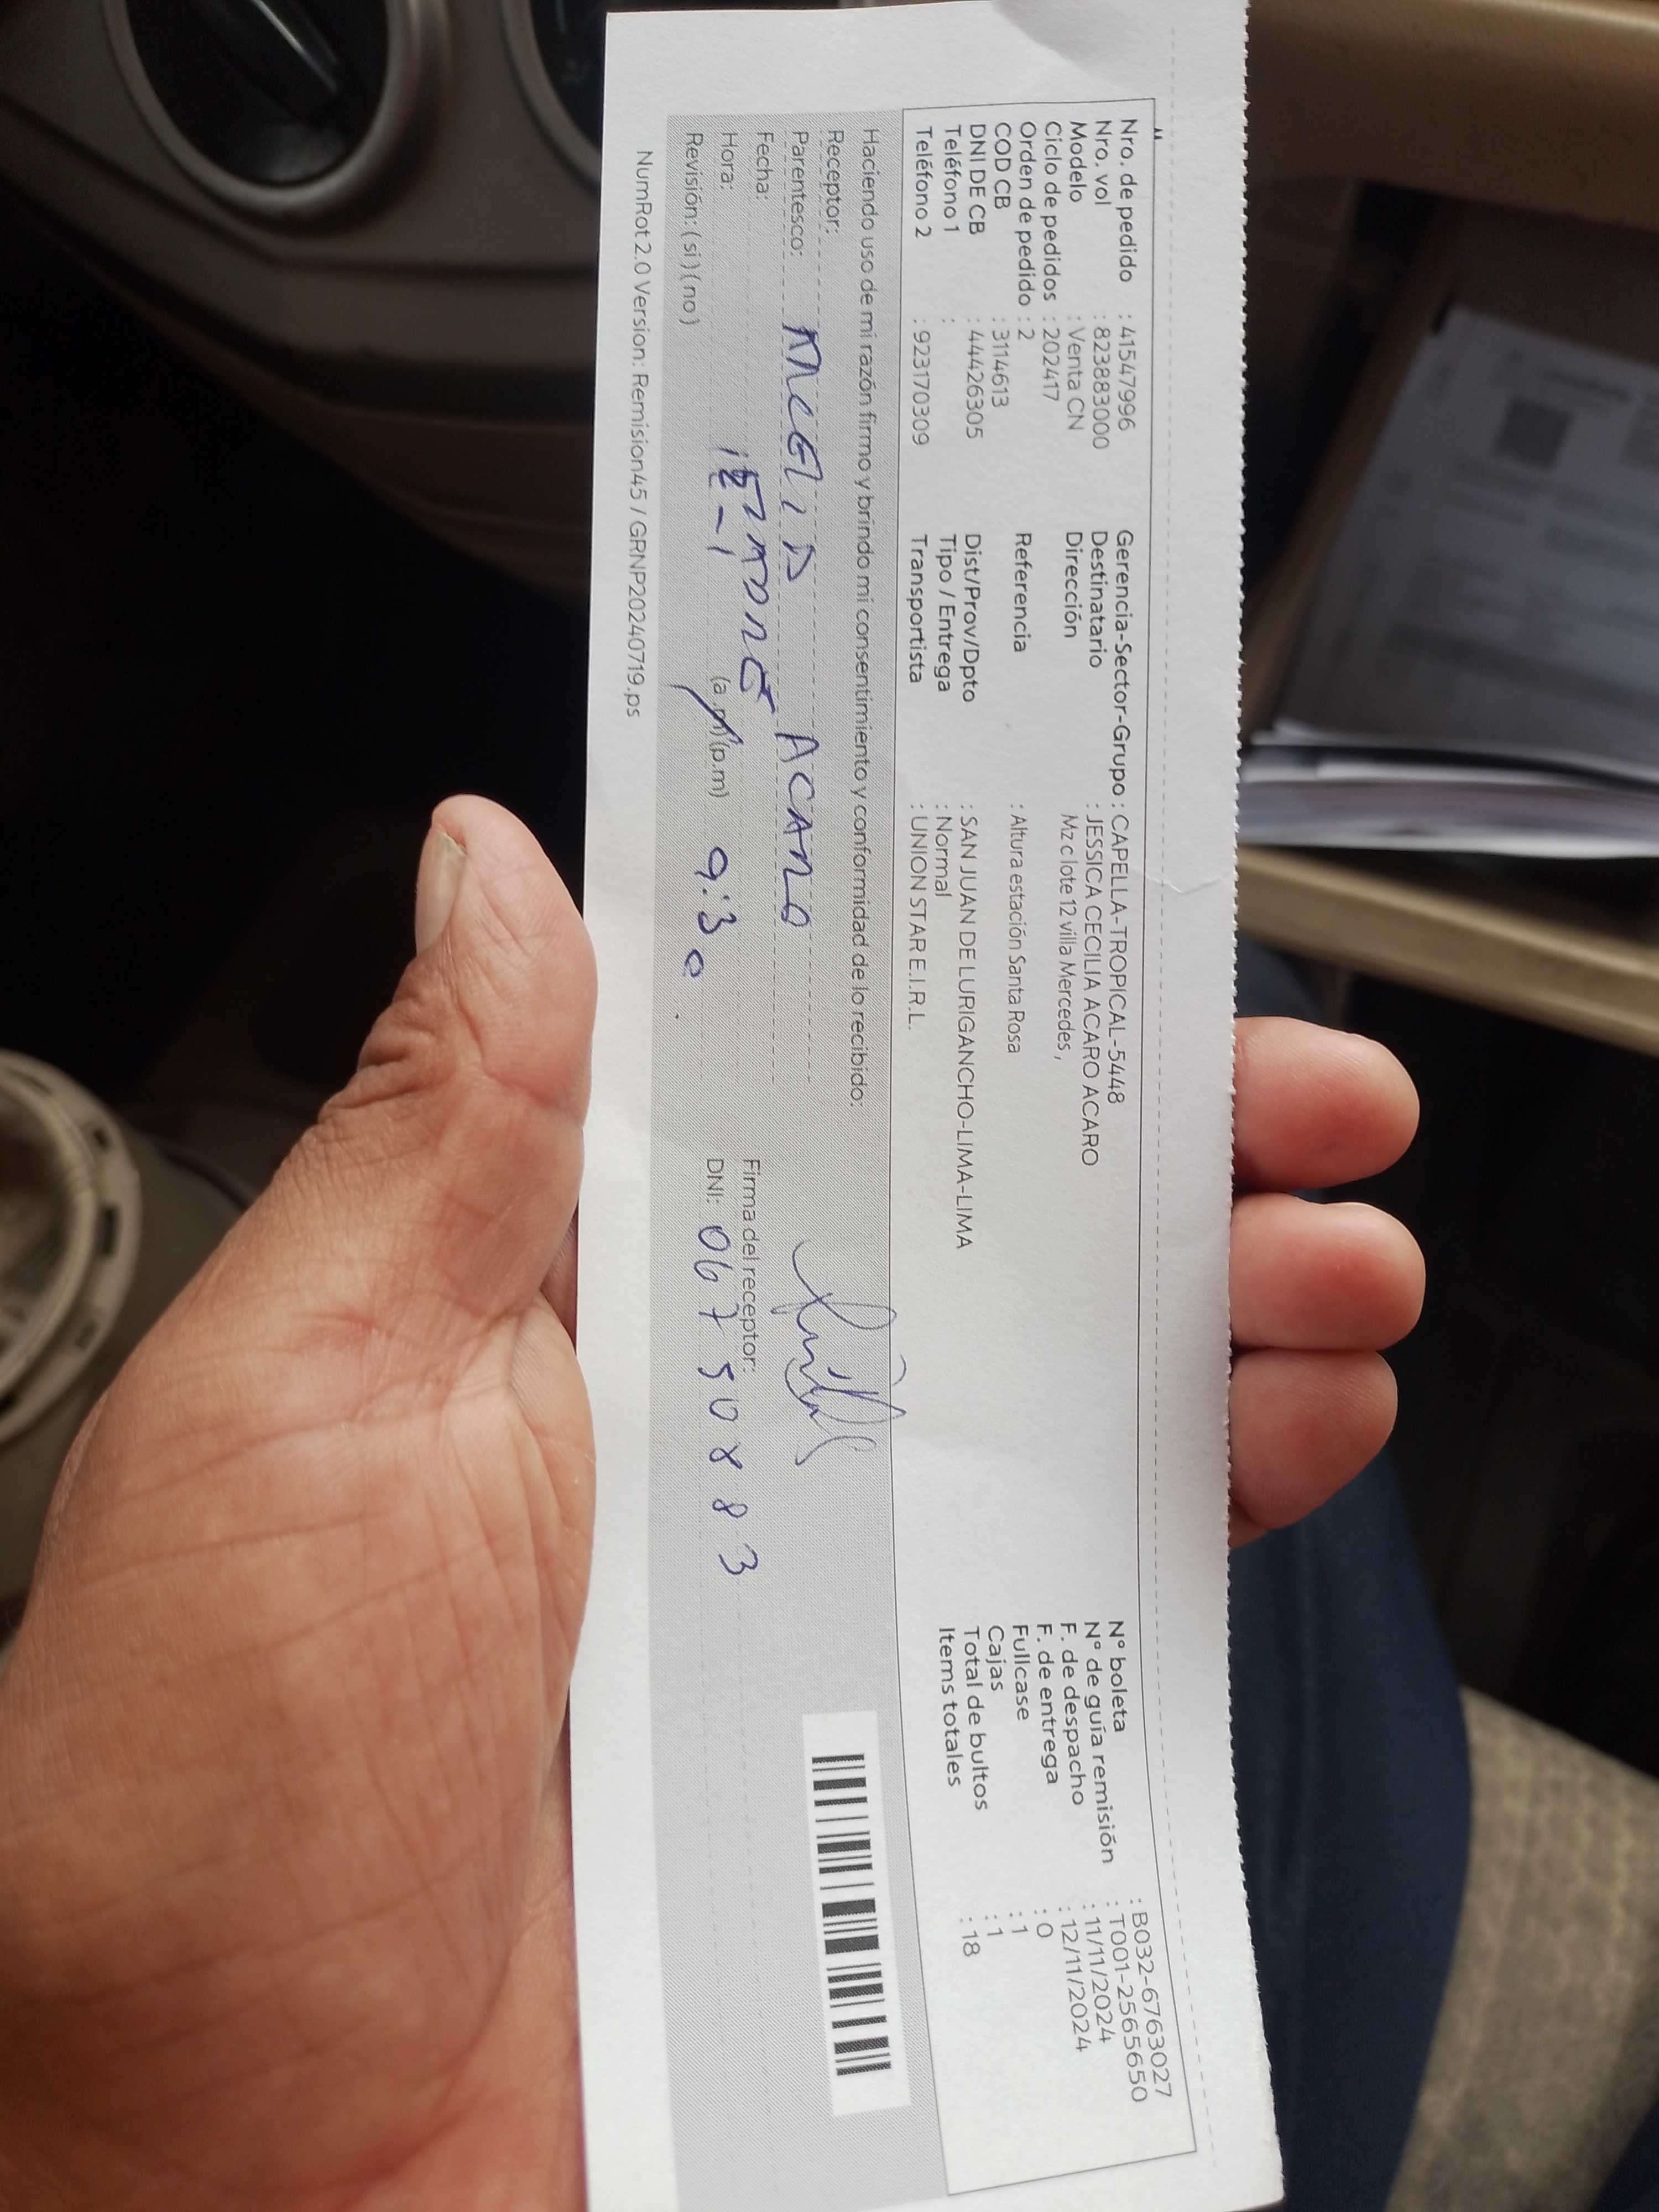 Nro. de pedido : 41547996
Nro. vol : 823883000
Modelo : Venta CN
Ciclo de pedidos : 202417
Orden de pedido : 2
COD CB : 3114613
DNI DE CB : 44426305
Teléfono 1 :
Teléfono 2 : 923170309
Gerencia-Sector-Grupo : CAPELLA-TROPICAL-5448
Destinatario : JESSICA CECILIA ACARO ACARO
Dirección Mz c lote 12 villa Mercedes ,
Referencia : Altura estación Santa Rosa
Dist/Prov/Dpto : SAN JUAN DE LURIGANCHO-LIMA-LIMA
Tipo / Entrega : Normal
Transportista : UNION STAR E.I.R.L.
N° boleta : B032-6763027
N° de guía remisión : T001-2565650
F. de despacho : 11/11/2024
F. de entrega : 12/11/2024
Fullcase : 0
Cajas : 1
Total de bultos : 1
Items totales : 18
Haciendo uso de mi razón firmo y brindo mi consentimiento y conformidad de lo recibido:
Receptor:
Parentesco: ACARO
Fecha:
Hora: (a.m) (p.m) 9:30
Revisión: ( si ) ( no )
Firma del receptor:
DNI: 06750883
NumRot 2.0 Version: Remision45 / GRNP20240719.ps